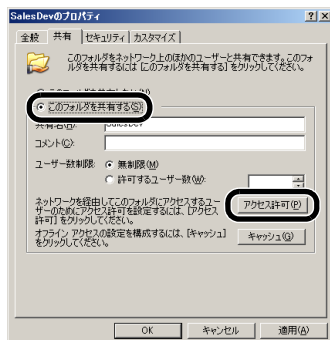 SalesDevのプロパティ
全般
共有
セキュリティ
カスタマイズ
このフォルダをネットワーク上のほかのユーザーと共有できます。このフォ
ルダを共有するには [このフォルダを共有する] をクリックしてください。
このフォルダを共有する(S)
共有名(H):
SalesDev
コメント(C):
ユーザー数制限:
無制限(M)
許可するユーザー数(W):
ネットワークを経由してこのフォルダにアクセスするユー
ザーのためにアクセス許可を設定するには、[アクセス
許可] をクリックしてください。
アクセス許可(P)
オフライン アクセスの設定を構成するには、[キャッシュ]
をクリックしてください。
キャッシュ(G)
OK
キャンセル
適用(A)